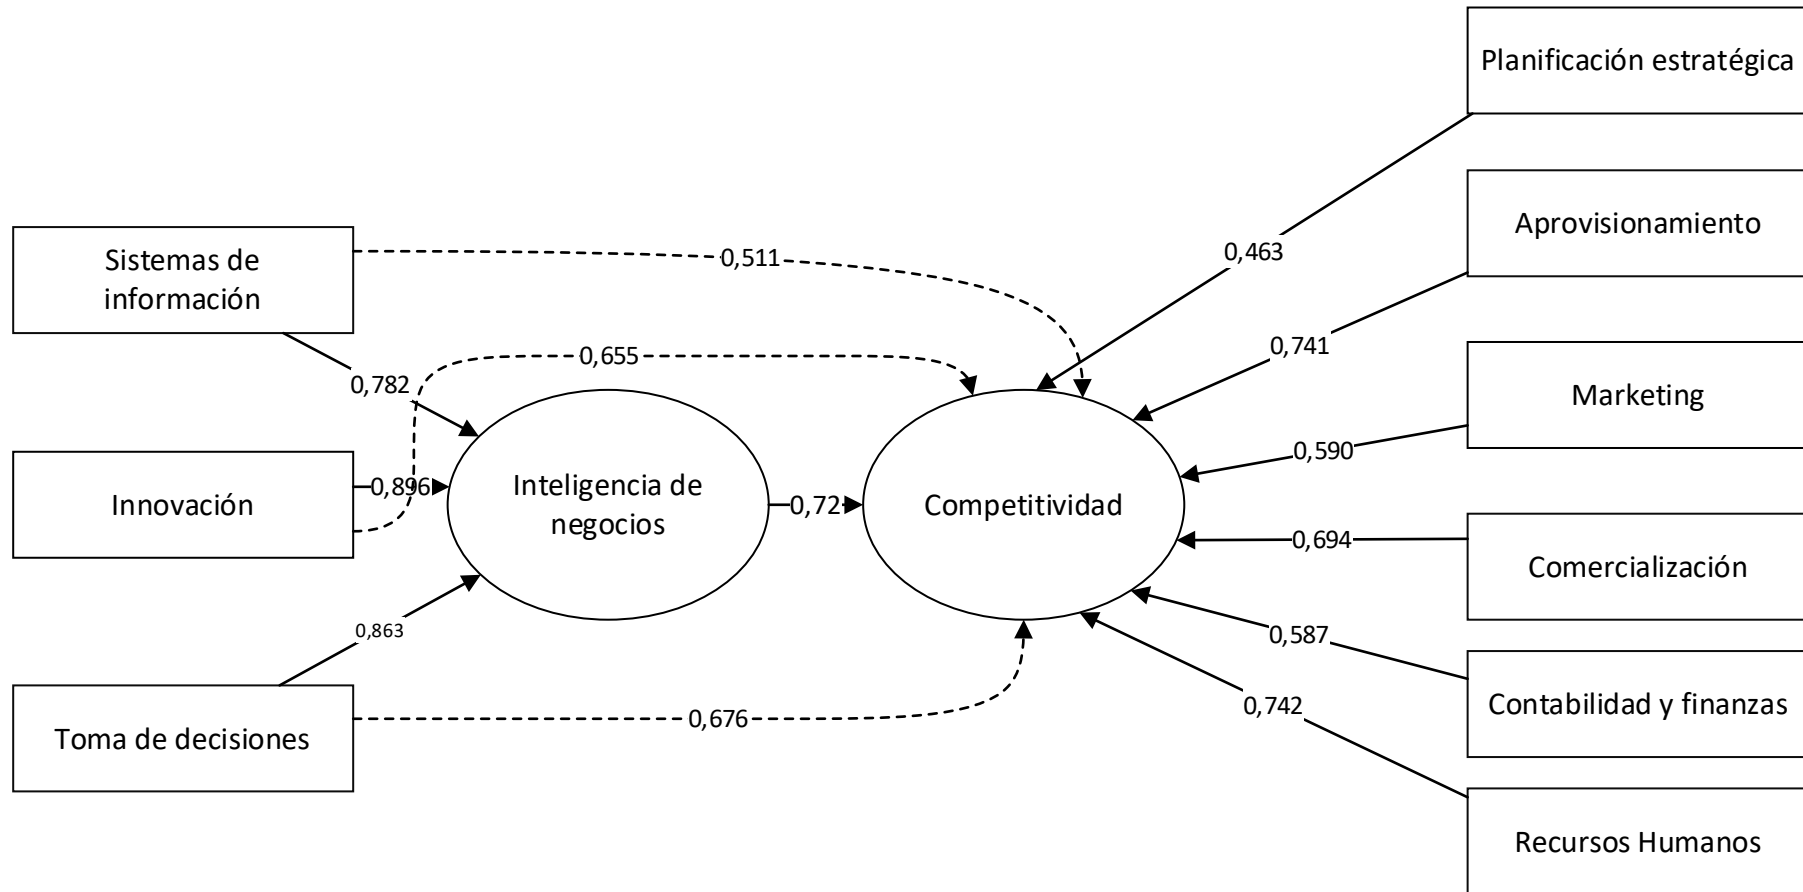 Planificación estratégica
Aprovisionamiento
0,463
0,511
Sistemas de
información
0,741
0,655
0,782
Marketing
0,590
Innovación
0,896
Inteligencia de
negocios
0,72
Competitividad
0,694
Comercialización
0,863
0,587
0,676
0,742
Toma de decisiones
Contabilidad y finanzas
Recursos Humanos